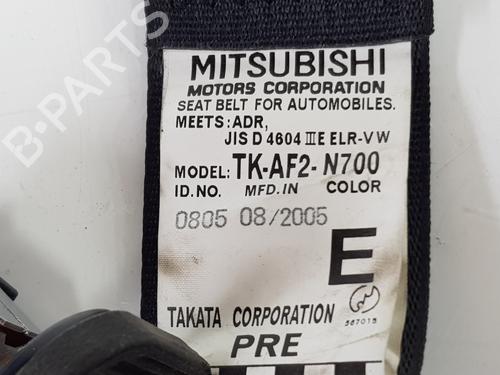 MITSUBISHI
MOTORS CORPORATION
SEAT BELT FOR AUTOMOBILES.
MEETS:ADR,
JIS D 4604 ⅢE ELR-VW
MODEL: TK-AF2-N700
ID.NO. MFD.IN COLOR
0805 08/2005
E
TAKATA CORPORATION
567015
PRE
B-PARTS